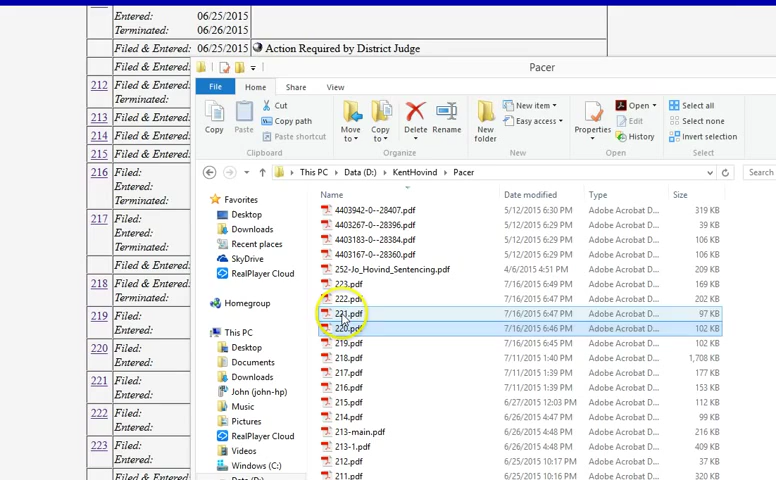 Entered: 06/25/2015
Terminated: 06/26/2015
Filed & Entered: 06/25/2015 Action Required by District Judge
Filed & Entered:
212 Filed & Entered:
Terminated:
213 Filed & Entered:
214 Filed & Entered:
215 Filed & Entered:
216 Filed:
Entered:
Terminated:
217 Filed:
Entered:
Terminated:
Filed & Entered:
218 Filed & Entered:
Terminated:
219 Filed:
Entered:
220 Filed:
Entered:
221 Filed:
Entered:
222 Filed:
Entered:
223 Filed:
Entered:
Pacer
File Home Share View
Copy Paste Cut Copy path Paste shortcut
Clipboard
Move to Copy to Delete Rename
Organize
New folder New item Easy access
New
Properties Open Edit History
Open
Select all Select none Invert selection
Select
This PC Data (D:) KentHovind Pacer Search
Favorites
Desktop
Downloads
Recent places
SkyDrive
RealPlayer Cloud
Homegroup
This PC
Desktop
Documents
Downloads
John (john-hp)
Music
Pictures
RealPlayer Cloud
Videos
Windows (C:)
Data (D:)
Name Date modified Type Size
4403942-0--28407.pdf 5/12/2015 6:30 PM Adobe Acrobat D... 319 KB
4403267-0--28396.pdf 5/12/2015 6:29 PM Adobe Acrobat D... 39 KB
4403183-0--28384.pdf 5/12/2015 6:29 PM Adobe Acrobat D... 106 KB
4403167-0--28360.pdf 5/12/2015 6:29 PM Adobe Acrobat D... 106 KB
252-Jo_Hovind_Sentencing.pdf 4/6/2015 4:51 PM Adobe Acrobat D... 209 KB
223.pdf 7/16/2015 6:49 PM Adobe Acrobat D... 163 KB
222.pdf 7/16/2015 6:47 PM Adobe Acrobat D... 202 KB
221.pdf 7/16/2015 6:47 PM Adobe Acrobat D... 97 KB
220.pdf 7/16/2015 6:46 PM Adobe Acrobat D... 102 KB
219.pdf 7/16/2015 6:45 PM Adobe Acrobat D... 102 KB
218.pdf 7/11/2015 1:40 PM Adobe Acrobat D... 1,708 KB
217.pdf 7/11/2015 1:39 PM Adobe Acrobat D... 177 KB
216.pdf 7/11/2015 1:39 PM Adobe Acrobat D... 153 KB
215.pdf 6/27/2015 12:03 PM Adobe Acrobat D... 112 KB
214.pdf 6/26/2015 4:47 PM Adobe Acrobat D... 99 KB
213-main.pdf 6/26/2015 4:48 PM Adobe Acrobat D... 216 KB
213-1.pdf 6/26/2015 4:48 PM Adobe Acrobat D... 409 KB
212.pdf 6/25/2015 10:17 PM Adobe Acrobat D... 37 KB
211.pdf 6/25/2015 10:16 PM Adobe Acrobat D... 320 KB